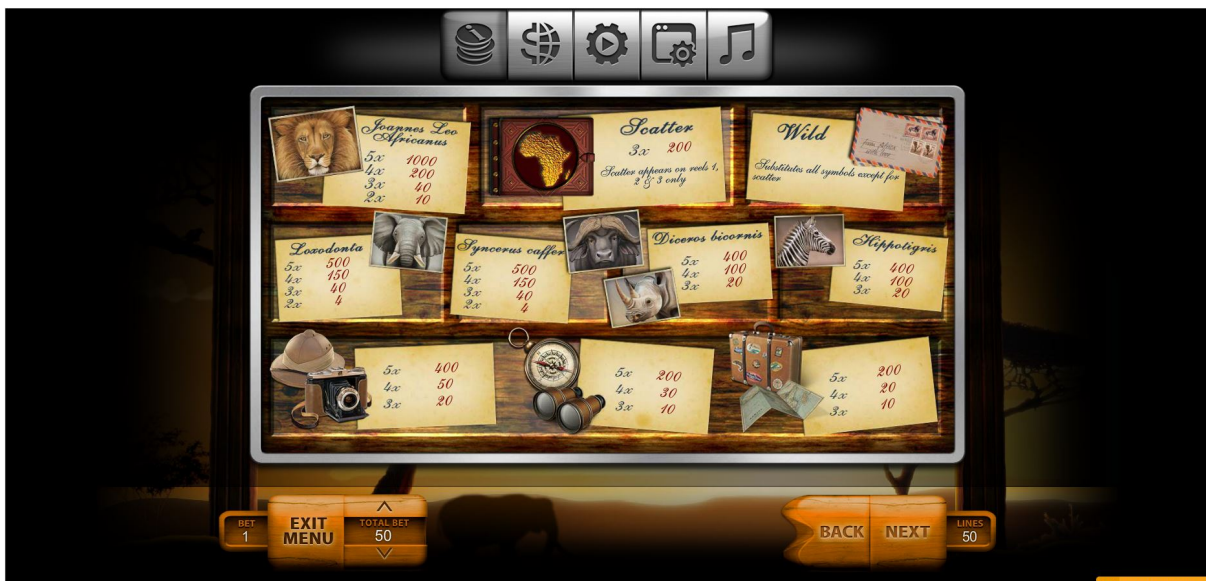 Joannes Leo
Africanus
5x 1000
4x 200
3x 40
2x 10
Scatter
3x 200
Scatter appears on reels 1,
2 & 3 only
Wild
Substitutes all symbols except for
scatter
Loxodonta
5x 500
4x 150
3x 40
2x 4
Syncerus caffer
5x 500
4x 150
3x 40
2x 4
Diceros bicornis
5x 400
4x 100
3x 20
Hippotigris
5x 400
4x 100
3x 20
5x 400
4x 50
3x 20
5x 200
4x 30
3x 10
5x 200
4x 20
3x 10
BET
1
EXIT
MENU
TOTAL BET
50
BACK
NEXT
LINES
50